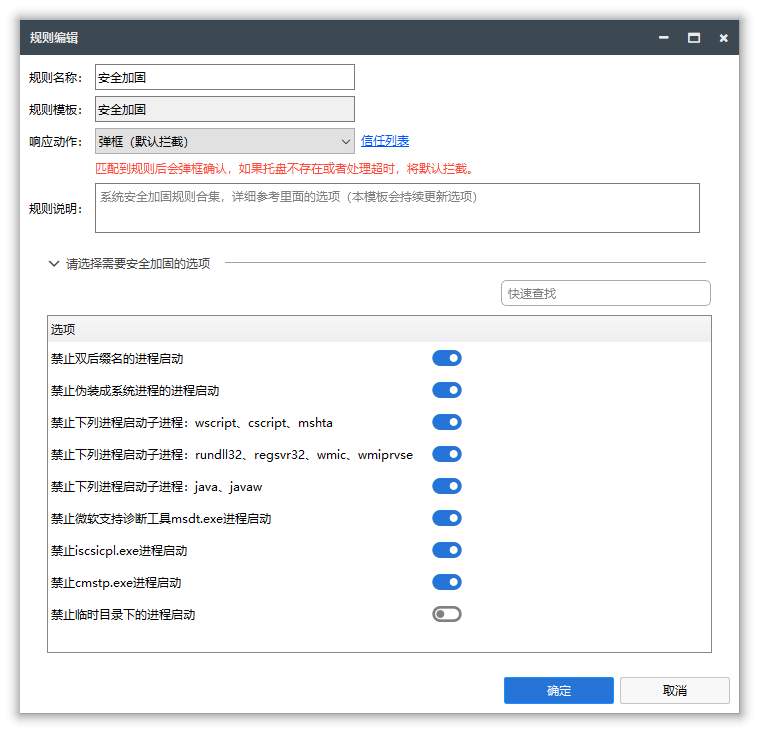 规则编辑
规则名称： 安全加固
规则模板： 安全加固
响应动作： 弹框（默认拦截） 信任列表
匹配到规则后会弹框确认，如果托盘不存在或者处理超时，将默认拦截。
规则说明： 系统安全加固规则合集，详细参考里面的选项（本模板会持续更新选项）
请选择需要安全加固的选项
快速查找
选项
禁止双后缀名的进程启动
禁止伪装成系统进程的进程启动
禁止下列进程启动子进程：wscript、cscript、mshta
禁止下列进程启动子进程：rundll32、regsvr32、wmic、wmiprvse
禁止下列进程启动子进程：java、javaw
禁止微软支持诊断工具msdt.exe进程启动
禁止iscsicpl.exe进程启动
禁止cmstp.exe进程启动
禁止临时目录下的进程启动
确定 取消